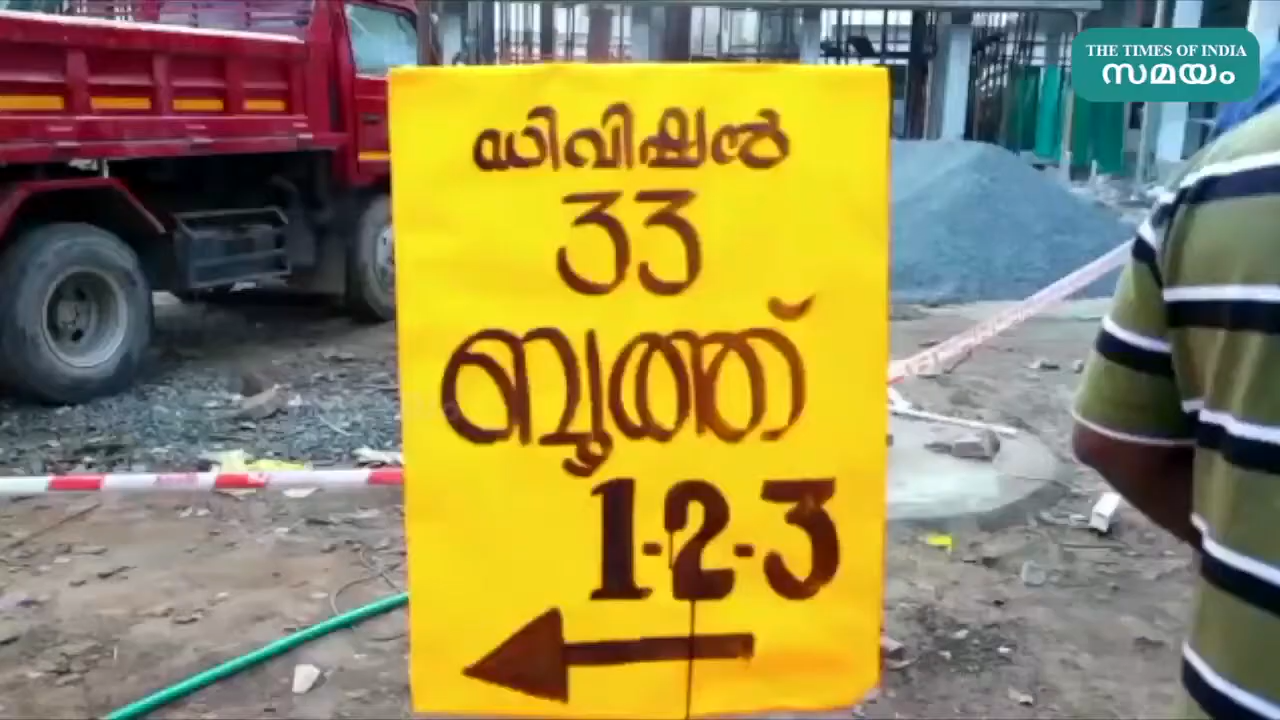 THE TIMES OF INDIA
സമയം
ഡിവിഷൻ
33
ബൂത്ത്
1-2-3